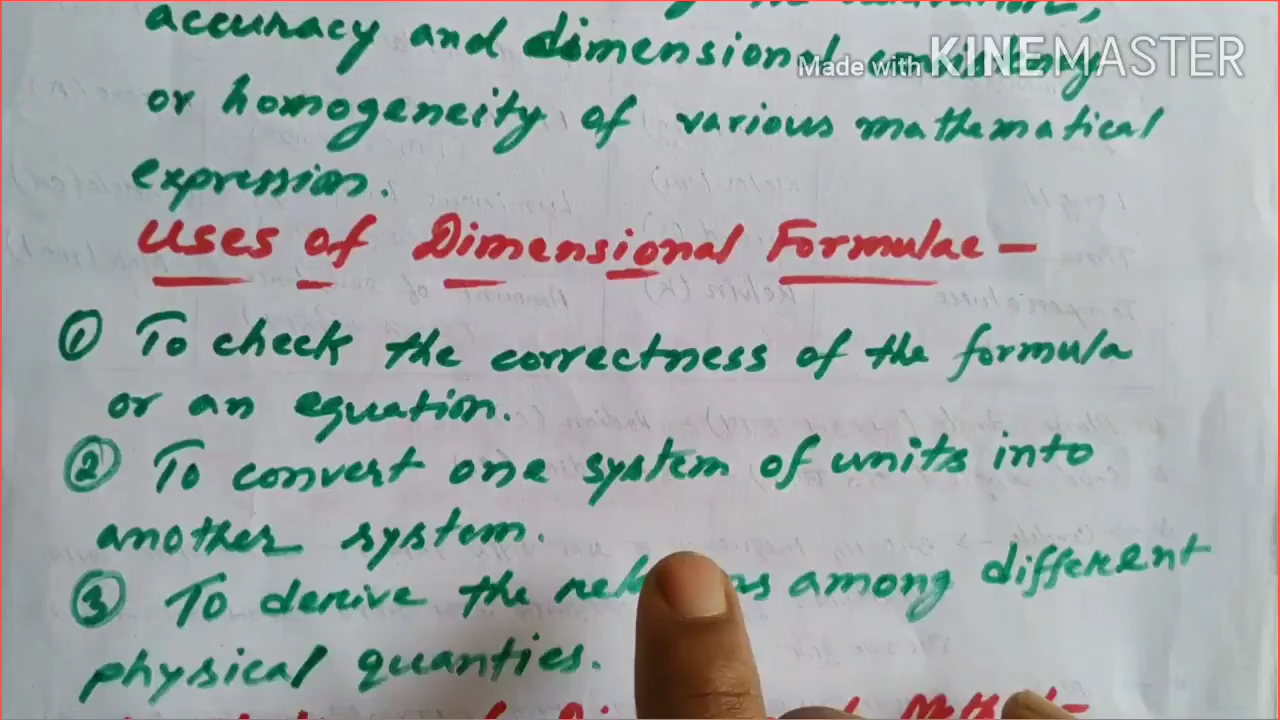 accuracy and dimensional
Made with KINEMASTER
or homogeneity of various mathematical
expression.
Uses of Dimensional Formulae –
① To check the correctness of the formula
or an equation.
② To convert one system of units into
another system.
③ To derive the among different
physical quanties.